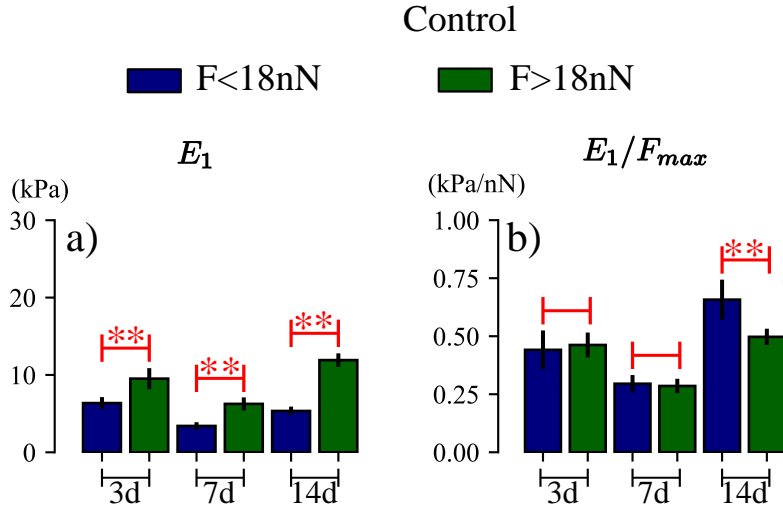 Control
F<18nN F>18nN
E₁
(kPa)
30
20
10
0
a)
**
**
**
3d 7d 14d
E₁/Fₘₐₓ
(kPa/nN)
1.00
0.75
0.50
0.25
0.00
b)
**
3d 7d 14d